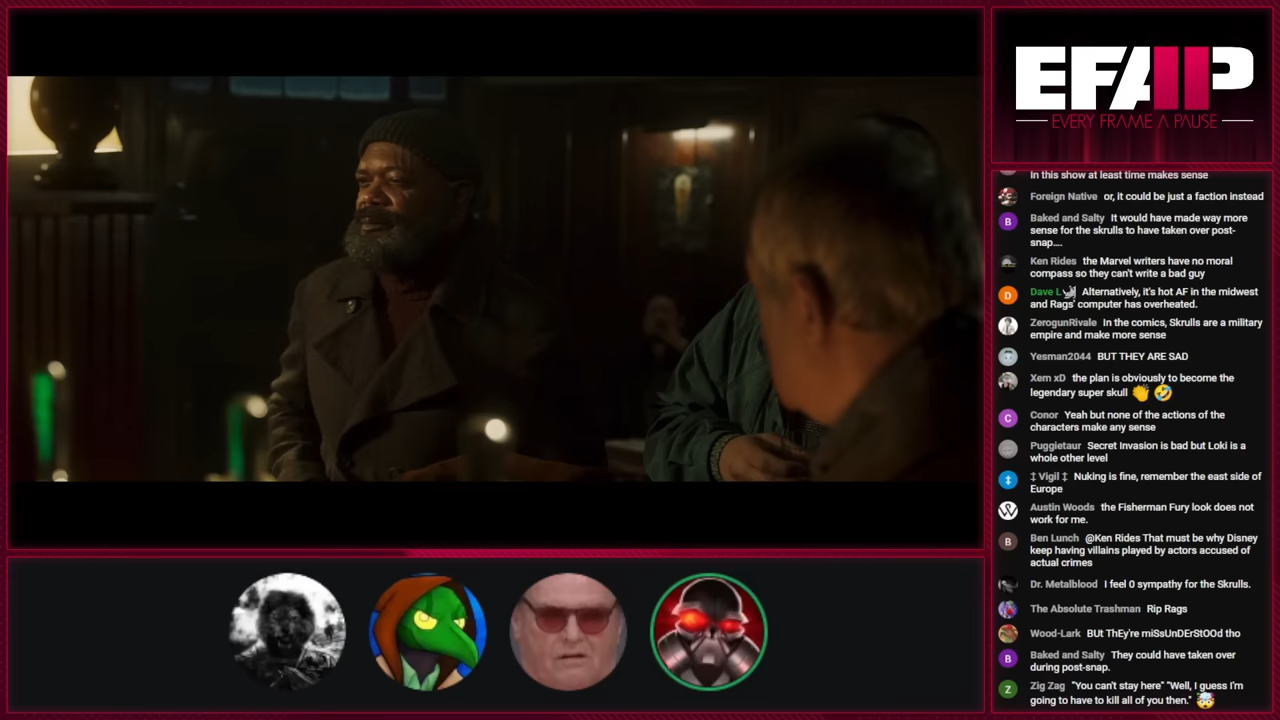 EFAP
EVERY FRAME A PAUSE
In this show at least time makes sense
Foreign Native or, it could be just a faction instead
B
Baked and Salty It would have made way more
sense for the skrulls to have taken over post-
snap....
Ken Rides the Marvel writers have no moral
compass so they can't write a bad guy
D
Dave L Alternatively, it's hot AF in the midwest
and Rags' computer has overheated.
ZerogunRivale In the comics, Skrulls are a military
empire and make more sense
Yesman2044 BUT THEY ARE SAD
Xem xD the plan is obviously to become the
legendary super skull 👏 🤣
C
Conor Yeah but none of the actions of the
characters make any sense
Puggietaur Secret Invasion is bad but Loki is a
whole other level
‡
‡ Vigil ‡ Nuking is fine, remember the east side of
Europe
Austin Woods the Fisherman Fury look does not
work for me.
B
Ben Lunch @Ken Rides That must be why Disney
keep having villains played by actors accused of
actual crimes
Dr. Metalblood I feel 0 sympathy for the Skrulls.
The Absolute Trashman Rip Rags
Wood-Lark BUt ThEy're miSsUnDErStOOd tho
B
Baked and Salty They could have taken over
during post-snap.
Z
Zig Zag "You can't stay here" "Well, I guess I'm
going to have to kill all of you then." 🤯